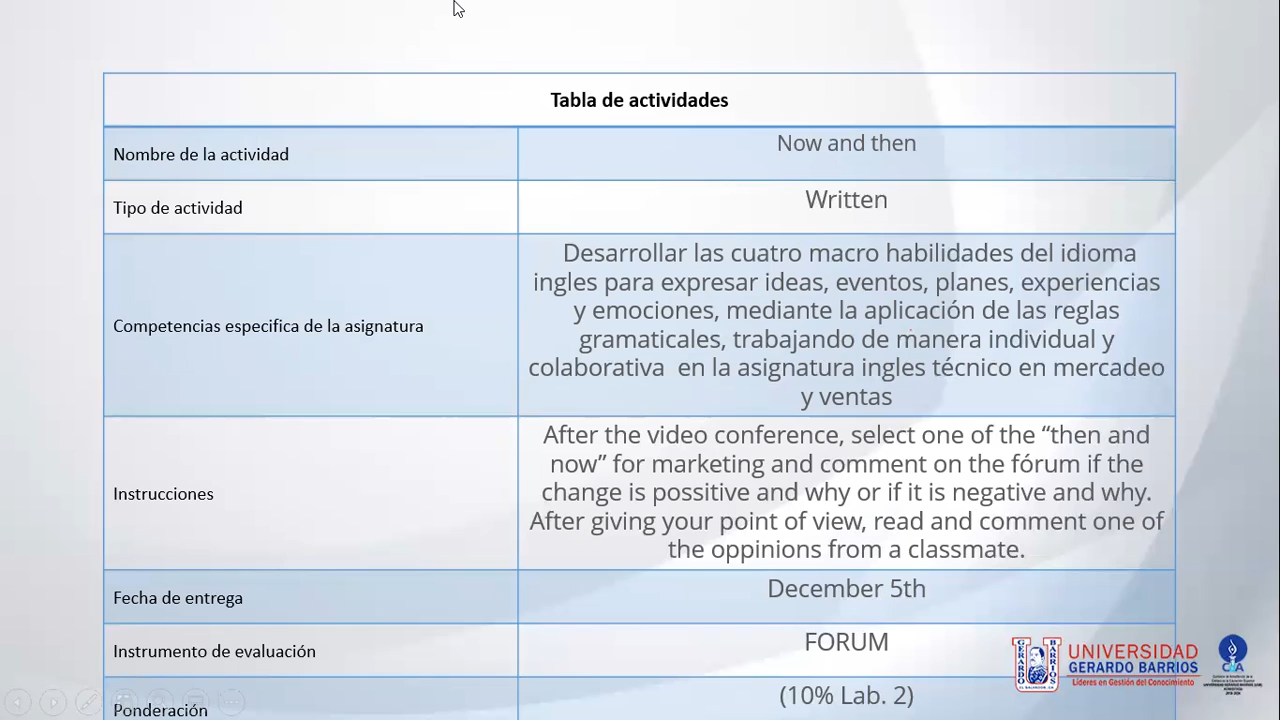 Tabla de actividades
Nombre de la actividad
Now and then
Tipo de actividad
Written
Competencias especifica de la asignatura
Desarrollar las cuatro macro habilidades del idioma
ingles para expresar ideas, eventos, planes, experiencias
y emociones, mediante la aplicación de las reglas
gramaticales, trabajando de manera individual y
colaborativa en la asignatura ingles técnico en mercadeo
y ventas
Instrucciones
After the video conference, select one of the “then and
now” for marketing and comment on the fórum if the
change is possitive and why or if it is negative and why.
After giving your point of view, read and comment one of
the oppinions from a classmate.
Fecha de entrega
December 5th
Instrumento de evaluación
FORUM
Ponderación
(10% Lab. 2)
GERARDO
BARRIOS
UNIVERSIDAD
GERARDO BARRIOS
Líderes en Gestión del Conocimiento